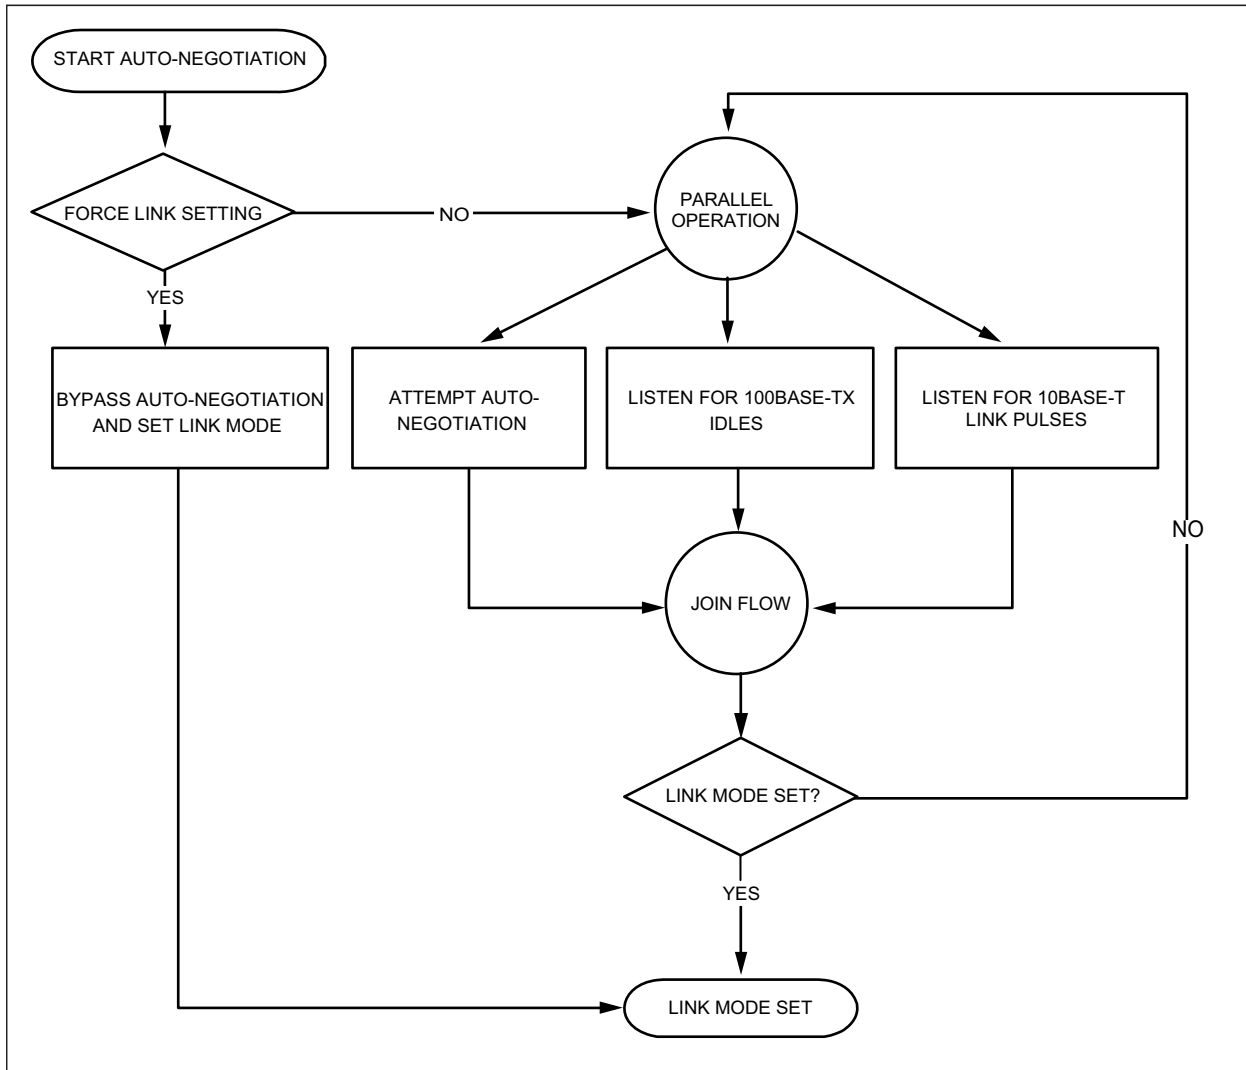 START AUTO-NEGOTIATION
FORCE LINK SETTING
NO
PARALLEL
OPERATION
YES
BYPASS AUTO-NEGOTIATION
AND SET LINK MODE
ATTEMPT AUTO-
NEGOTIATION
LISTEN FOR 100BASE-TX
IDLES
LISTEN FOR 10BASE-T
LINK PULSES
NO
JOIN FLOW
LINK MODE SET?
YES
LINK MODE SET